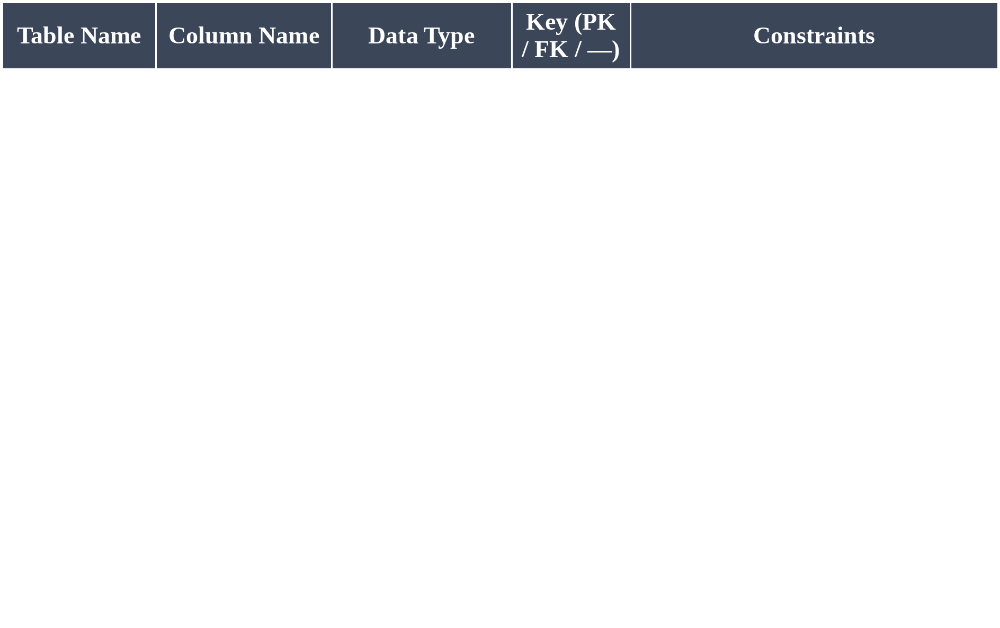 Table Name
Column Name
Data Type
Key (PK
/ FK / —)
Constraints